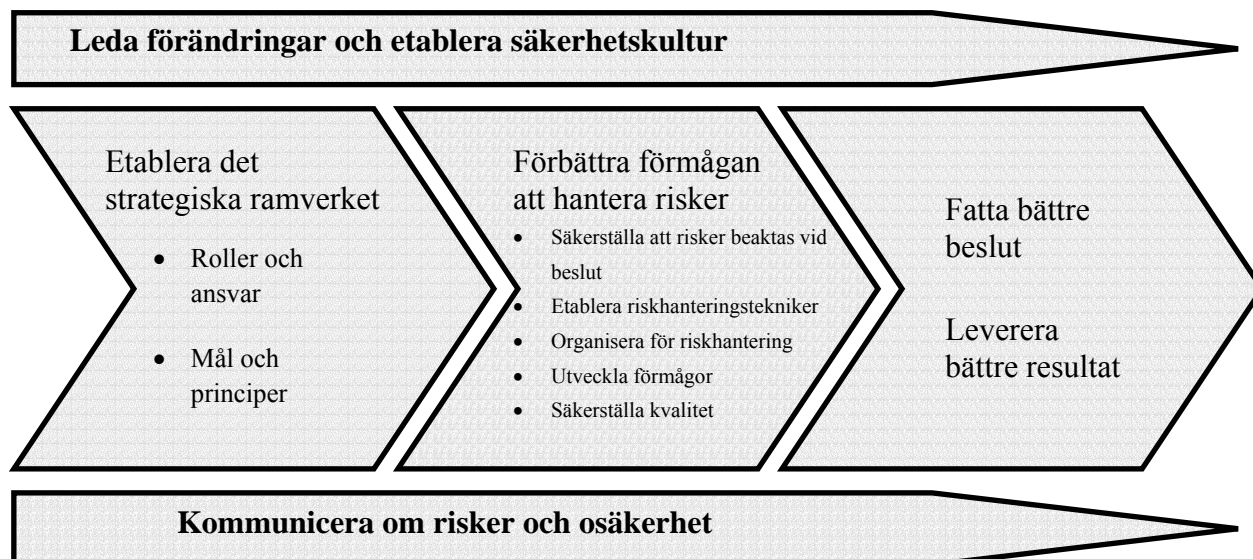 Leda förändringar och etablera säkerhetskultur
Etablera det
strategiska ramverket
• Roller och
ansvar
• Mål och
principer
Förbättra förmågan
att hantera risker
• Säkerställa att risker beaktas vid
beslut
• Etablera riskhanteringstekniker
• Organisera för riskhantering
• Utveckla förmågor
• Säkerställa kvalitet
Fatta bättre
beslut
Leverera
bättre resultat
Kommunicera om risker och osäkerhet